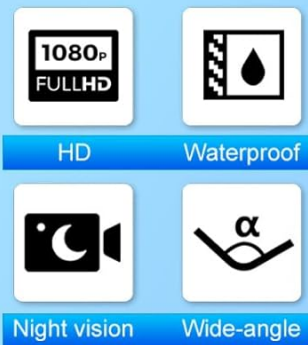 1080P
FULLHD
HD
Waterproof
α
Night vision
Wide-angle